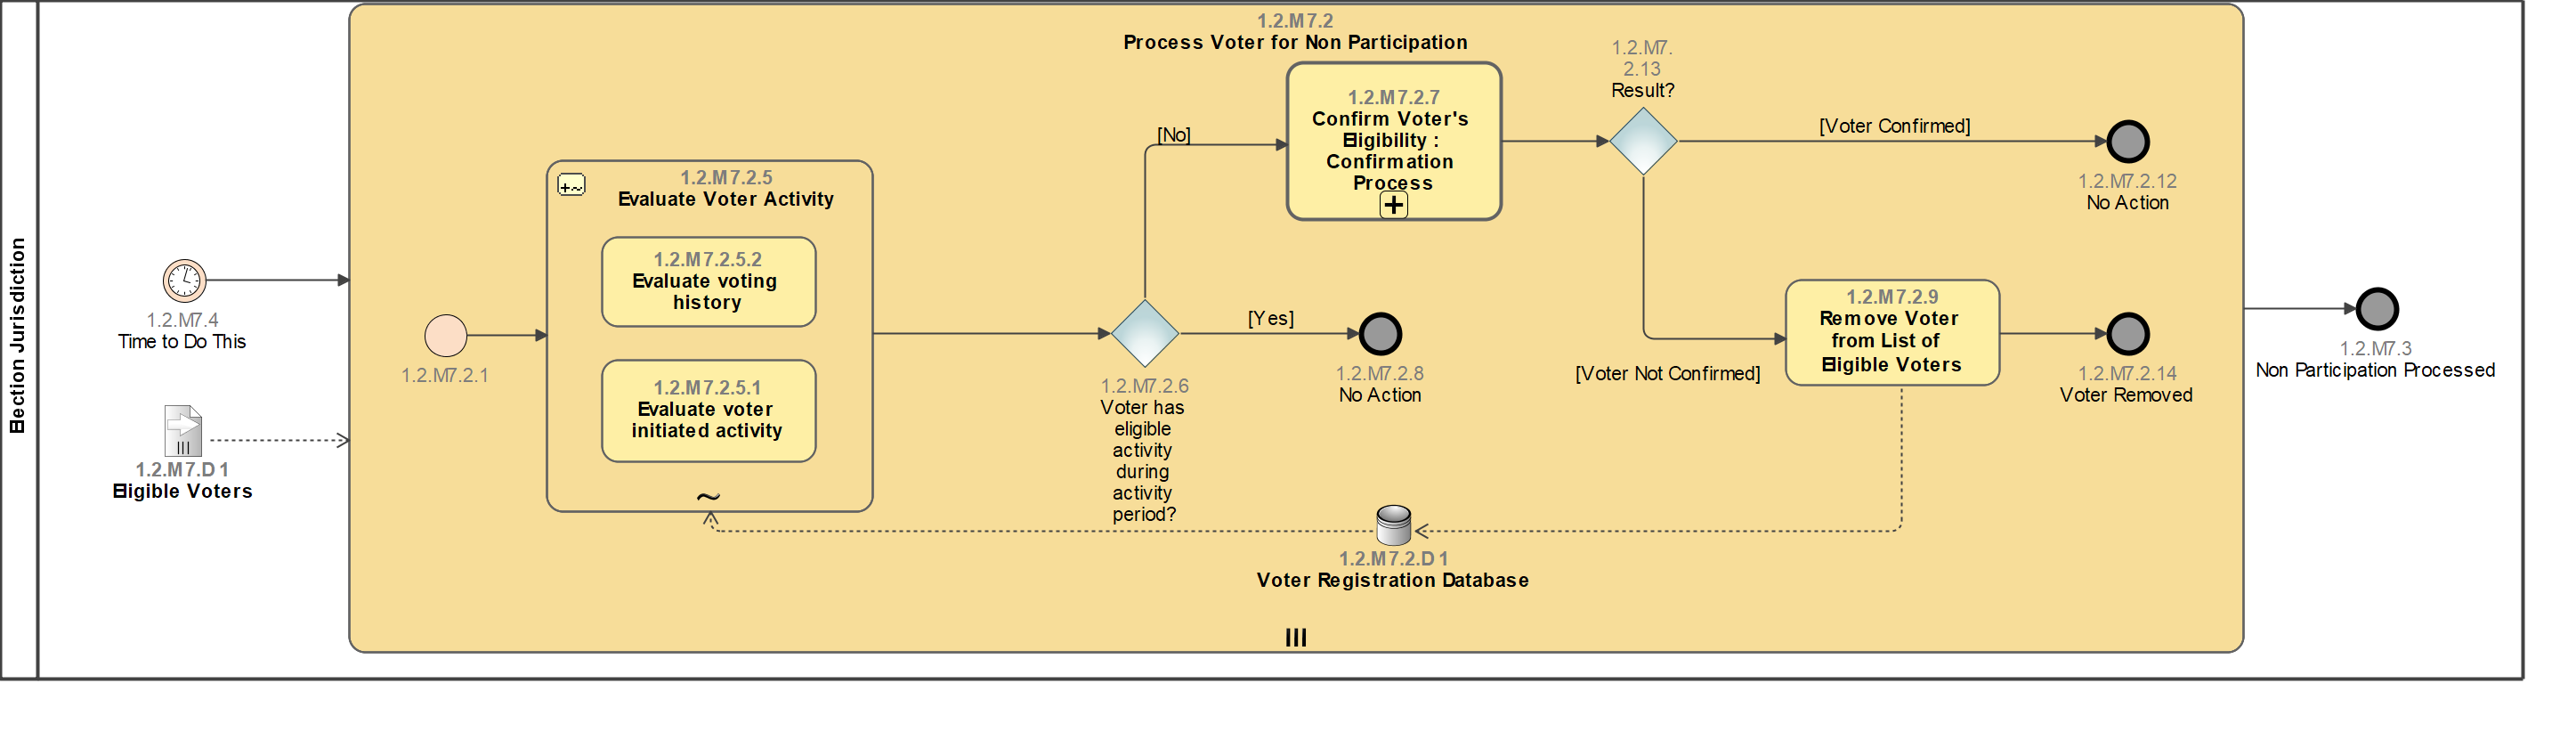 1.2.M7.2
Process Voter for Non Participation
Election Jurisdiction
1.2.M7.4
Time to Do This
1.2.M7.D1
Eligible Voters
1.2.M7.2.1
1.2.M7.2.5
Evaluate Voter Activity
1.2.M7.2.5.2
Evaluate voting
history
1.2.M7.2.5.1
Evaluate voter
initiated activity
1.2.M7.2.6
Voter has
eligible
activity
during
activity
period?
[No]
[Yes]
1.2.M7.2.7
Confirm Voter's
Eligibility :
Confirmation
Process
1.2.M7.2.8
No Action
1.2.M7.
2.13
Result?
[Voter Confirmed]
1.2.M7.2.12
No Action
[Voter Not Confirmed]
1.2.M7.2.9
Remove Voter
from List of
Eligible Voters
1.2.M7.2.14
Voter Removed
1.2.M7.2.D1
Voter Registration Database
1.2.M7.3
Non Participation Processed